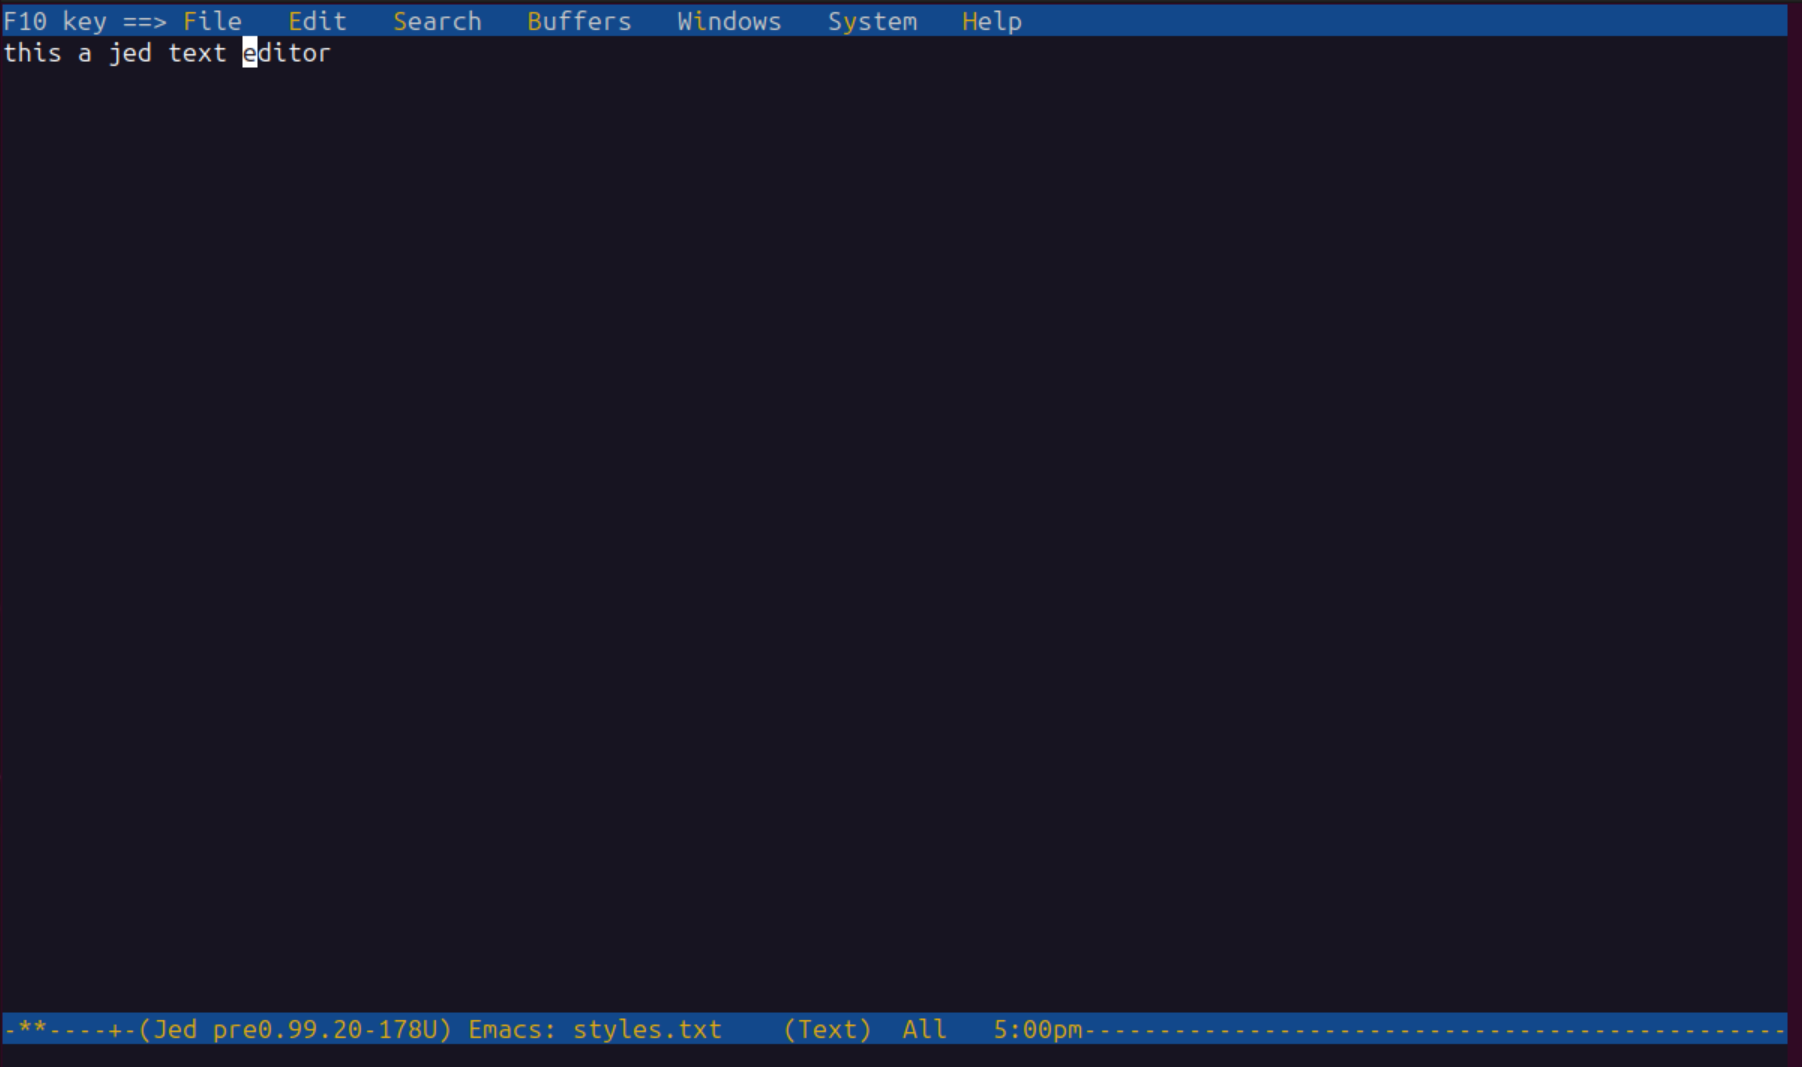 F10 key ==> File   Edit   Search   Buffers   Windows   System   Help
this a jed text editor
-**----+-(Jed pre0.99.20-178U) Emacs: styles.txt    (Text)  All   5:00pm-----------------------------------------------